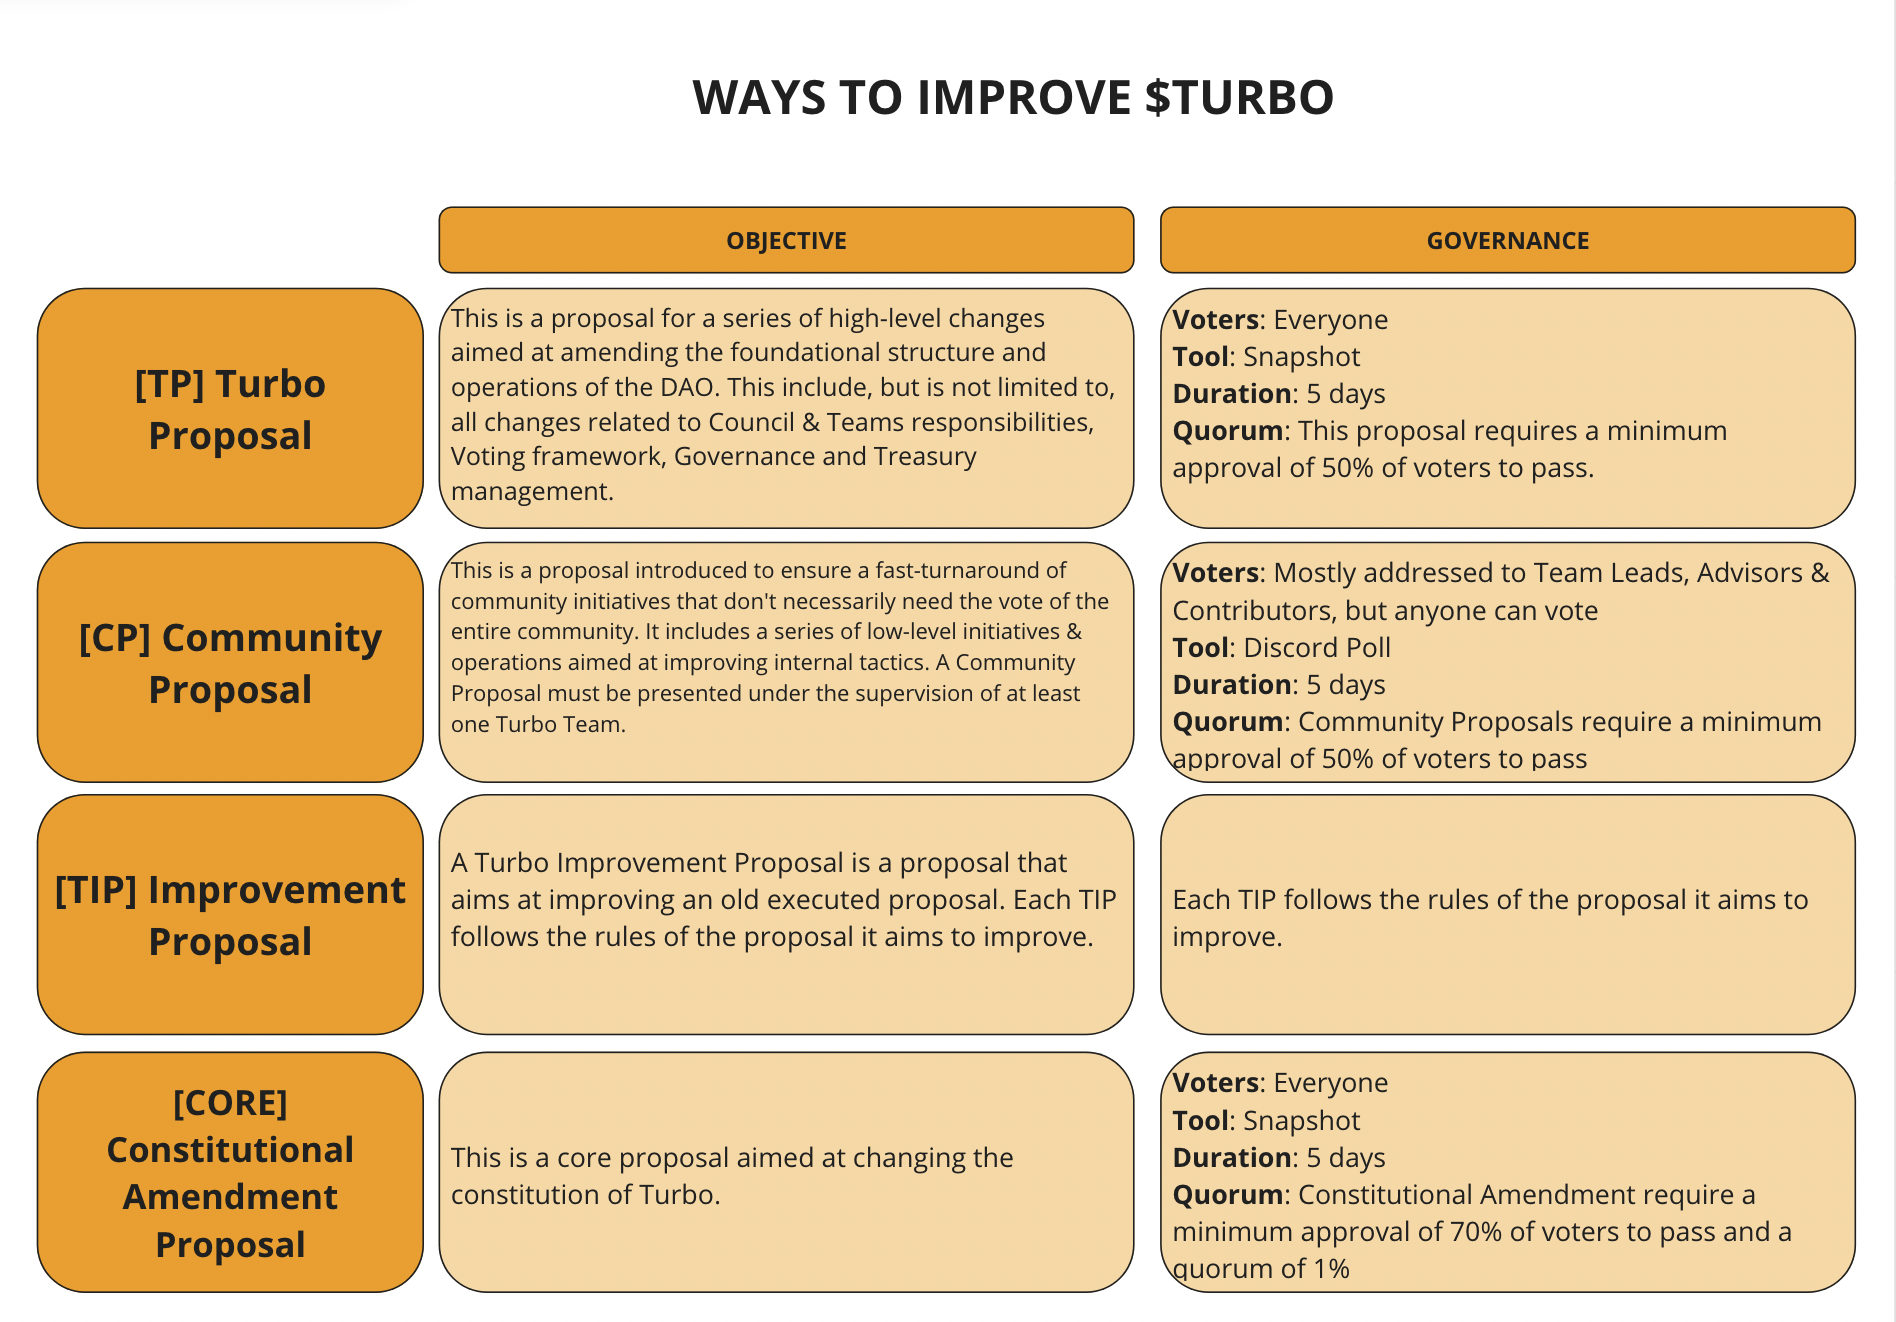 WAYS TO IMPROVE $TURBO
OBJECTIVE
GOVERNANCE
[TP] Turbo
Proposal
This is a proposal for a series of high-level changes
aimed at amending the foundational structure and
operations of the DAO. This include, but is not limited to,
all changes related to Council & Teams responsibilities,
Voting framework, Governance and Treasury
management.
Voters: Everyone
Tool: Snapshot
Duration: 5 days
Quorum: This proposal requires a minimum
approval of 50% of voters to pass.
[CP] Community
Proposal
This is a proposal introduced to ensure a fast-turnaround of
community initiatives that don't necessarily need the vote of the
entire community. It includes a series of low-level initiatives &
operations aimed at improving internal tactics. A Community
Proposal must be presented under the supervision of at least
one Turbo Team.
Voters: Mostly addressed to Team Leads, Advisors &
Contributors, but anyone can vote
Tool: Discord Poll
Duration: 5 days
Quorum: Community Proposals require a minimum
approval of 50% of voters to pass
[TIP] Improvement
Proposal
A Turbo Improvement Proposal is a proposal that
aims at improving an old executed proposal. Each TIP
follows the rules of the proposal it aims to improve.
Each TIP follows the rules of the proposal it aims to
improve.
[CORE]
Constitutional
Amendment
Proposal
This is a core proposal aimed at changing the
constitution of Turbo.
Voters: Everyone
Tool: Snapshot
Duration: 5 days
Quorum: Constitutional Amendment require a
minimum approval of 70% of voters to pass and a
quorum of 1%